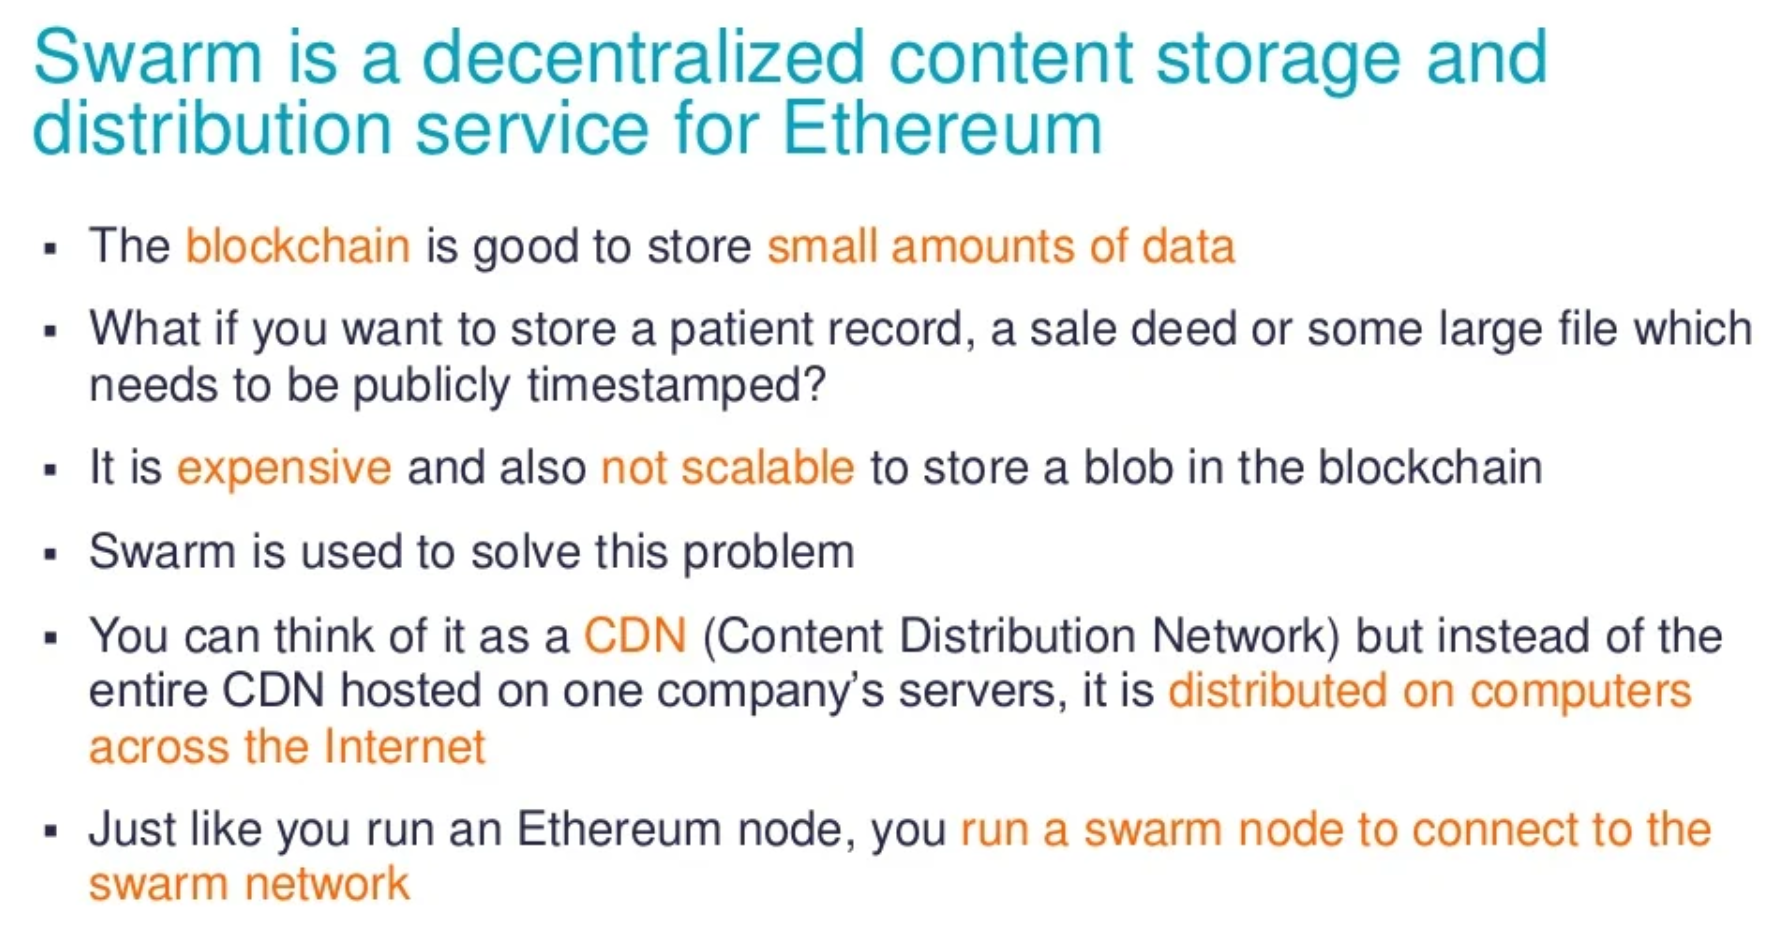 Swarm is a decentralized content storage and
distribution service for Ethereum
▪ The blockchain is good to store small amounts of data
▪ What if you want to store a patient record, a sale deed or some large file which
needs to be publicly timestamped?
▪ It is expensive and also not scalable to store a blob in the blockchain
▪ Swarm is used to solve this problem
▪ You can think of it as a CDN (Content Distribution Network) but instead of the
entire CDN hosted on one company’s servers, it is distributed on computers
across the Internet
▪ Just like you run an Ethereum node, you run a swarm node to connect to the
swarm network